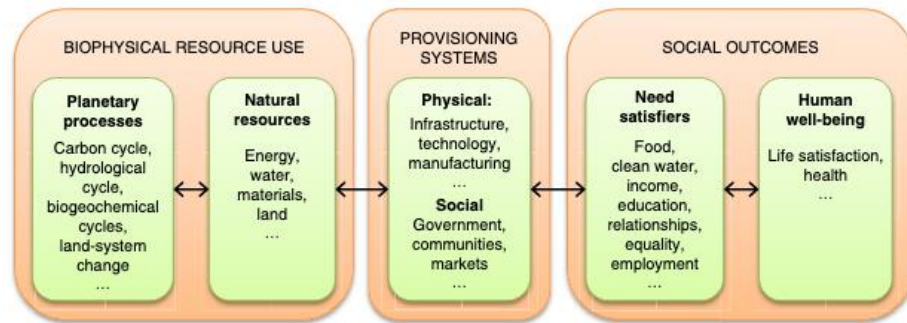 BIOPHYSICAL RESOURCE USE
Planetary
processes
Carbon cycle,
hydrological
cycle,
biogeochemical
cycles,
land-system
change
...
Natural
resources
Energy,
water,
materials,
land
...
PROVISIONING
SYSTEMS
Physical:
Infrastructure,
technology,
manufacturing
...
Social
Government,
communities,
markets
...
SOCIAL OUTCOMES
Need
satisfiers
Food,
clean water,
income,
education,
relationships,
equality,
employment
...
Human
well-being
Life satisfaction,
health
...